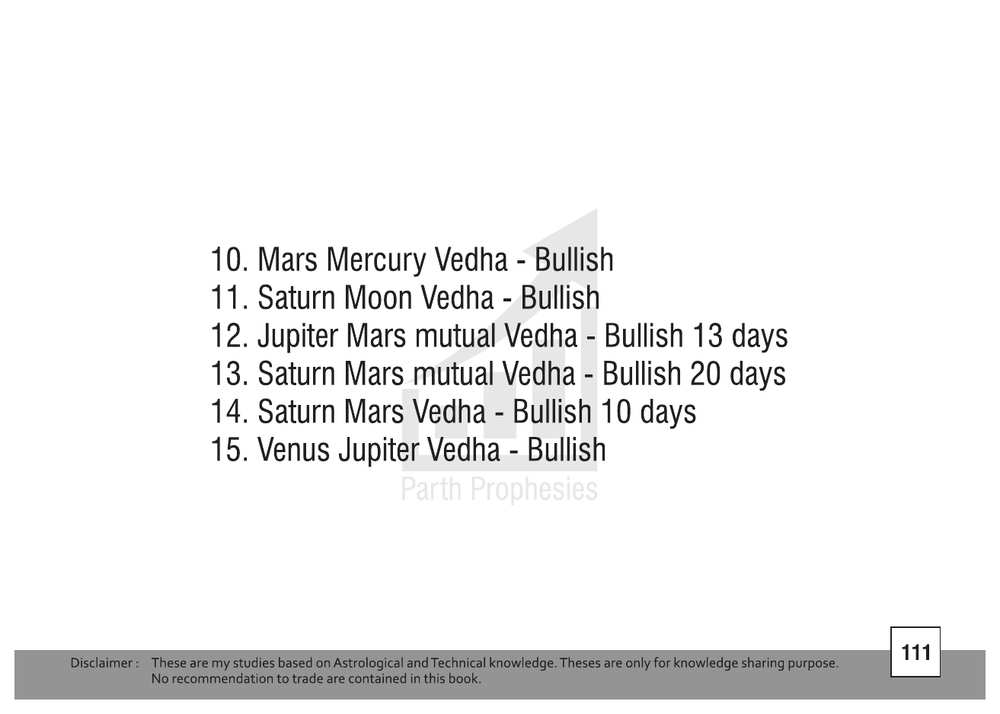 10. Mars Mercury Vedha - Bullish
11. Saturn Moon Vedha - Bullish
12. Jupiter Mars mutual Vedha - Bullish 13 days
13. Saturn Mars mutual Vedha - Bullish 20 days
14. Saturn Mars Vedha - Bullish 10 days
15. Venus Jupiter Vedha - Bullish
Parth Prophesies
Disclaimer : These are my studies based on Astrological and Technical knowledge. Theses are only for knowledge sharing purpose.
No recommendation to trade are contained in this book.
111